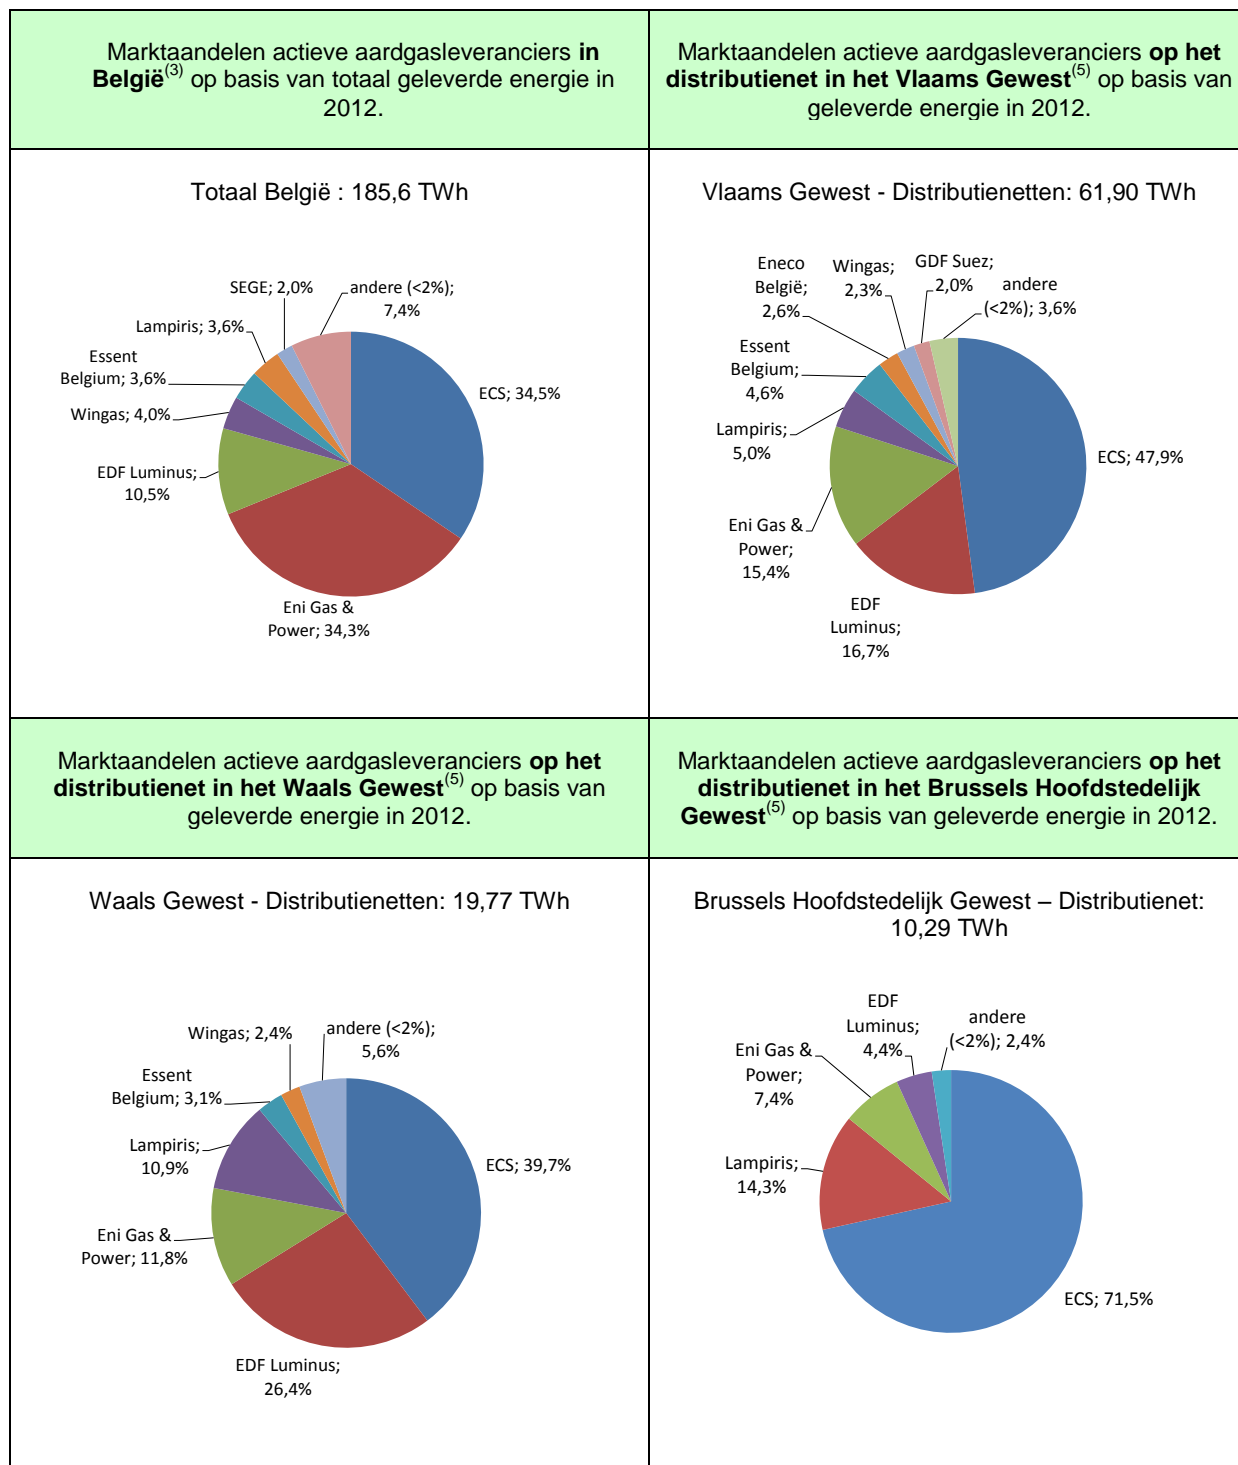 Marktaandelen actieve aardgasleveranciers in
België(3) op basis van totaal geleverde energie in
2012.
Marktaandelen actieve aardgasleveranciers op het
distributienet in het Vlaams Gewest(5) op basis van
geleverde energie in 2012.
Totaal België : 185,6 TWh
SEGE; 2,0%
andere (<2%);
7,4%
Lampiris; 3,6%
Essent
Belgium; 3,6%
Wingas; 4,0%
EDF Luminus;
10,5%
ECS; 34,5%
Eni Gas &
Power; 34,3%
Vlaams Gewest - Distributienetten: 61,90 TWh
Eneco
België;
2,6%
Wingas;
2,3%
GDF Suez;
2,0%
andere
(<2%); 3,6%
Essent
Belgium;
4,6%
Lampiris;
5,0%
ECS; 47,9%
Eni Gas &
Power;
15,4%
EDF
Luminus;
16,7%
Marktaandelen actieve aardgasleveranciers op het
distributienet in het Waals Gewest(5) op basis van
geleverde energie in 2012.
Marktaandelen actieve aardgasleveranciers op het
distributienet in het Brussels Hoofdstedelijk
Gewest(5) op basis van geleverde energie in 2012.
Waals Gewest - Distributienetten: 19,77 TWh
Wingas; 2,4%
andere (<2%);
5,6%
Essent
Belgium; 3,1%
Lampiris;
10,9%
ECS; 39,7%
Eni Gas &
Power; 11,8%
EDF Luminus;
26,4%
Brussels Hoofdstedelijk Gewest – Distributienet:
10,29 TWh
EDF
Luminus;
4,4%
andere
(<2%); 2,4%
Eni Gas &
Power;
7,4%
Lampiris;
14,3%
ECS; 71,5%